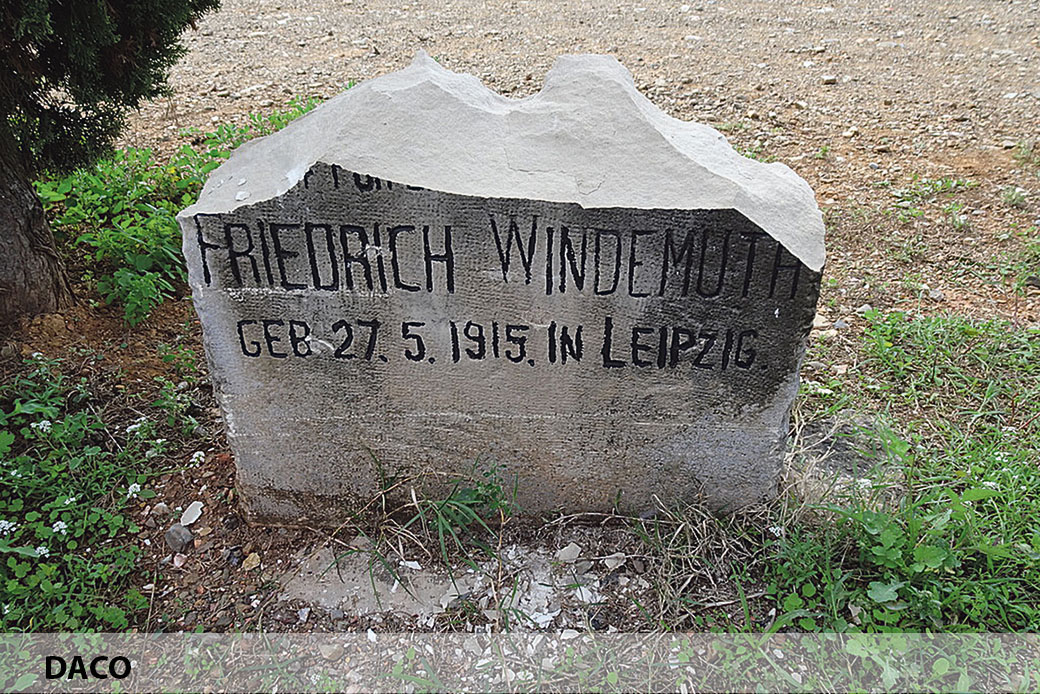 FRIEDRICH WINDEMUTH
GEB 27. 5. 1915. IN LEIPZIG.
DACO